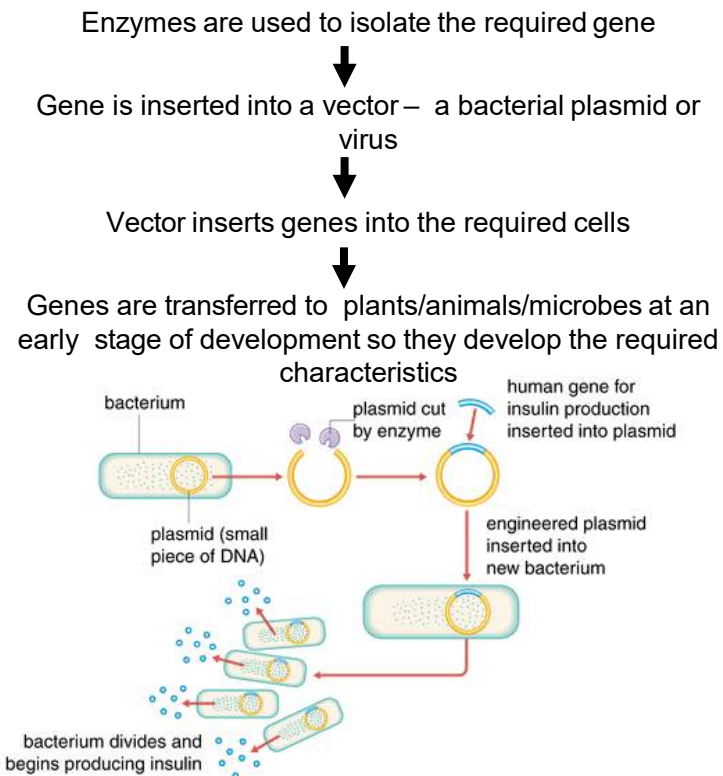 Enzymes are used to isolate the required gene
Gene is inserted into a vector – a bacterial plasmid or
virus
Vector inserts genes into the required cells
Genes are transferred to plants/animals/microbes at an
early stage of development so they develop the required
characteristics
bacterium
plasmid cut
by enzyme
human gene for
insulin production
inserted into plasmid
plasmid (small
piece of DNA)
engineered plasmid
inserted into
new bacterium
bacterium divides and
begins producing insulin